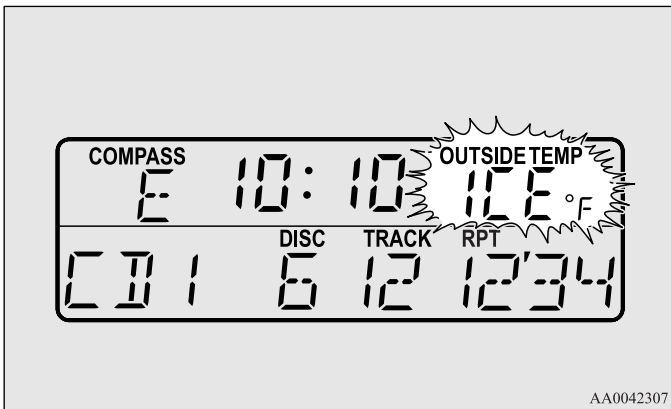 COMPASS OUTSIDE TEMP
E 10:10 ICE °F
DISC TRACK RPT
CD1 6 12 12'34
AA0042307